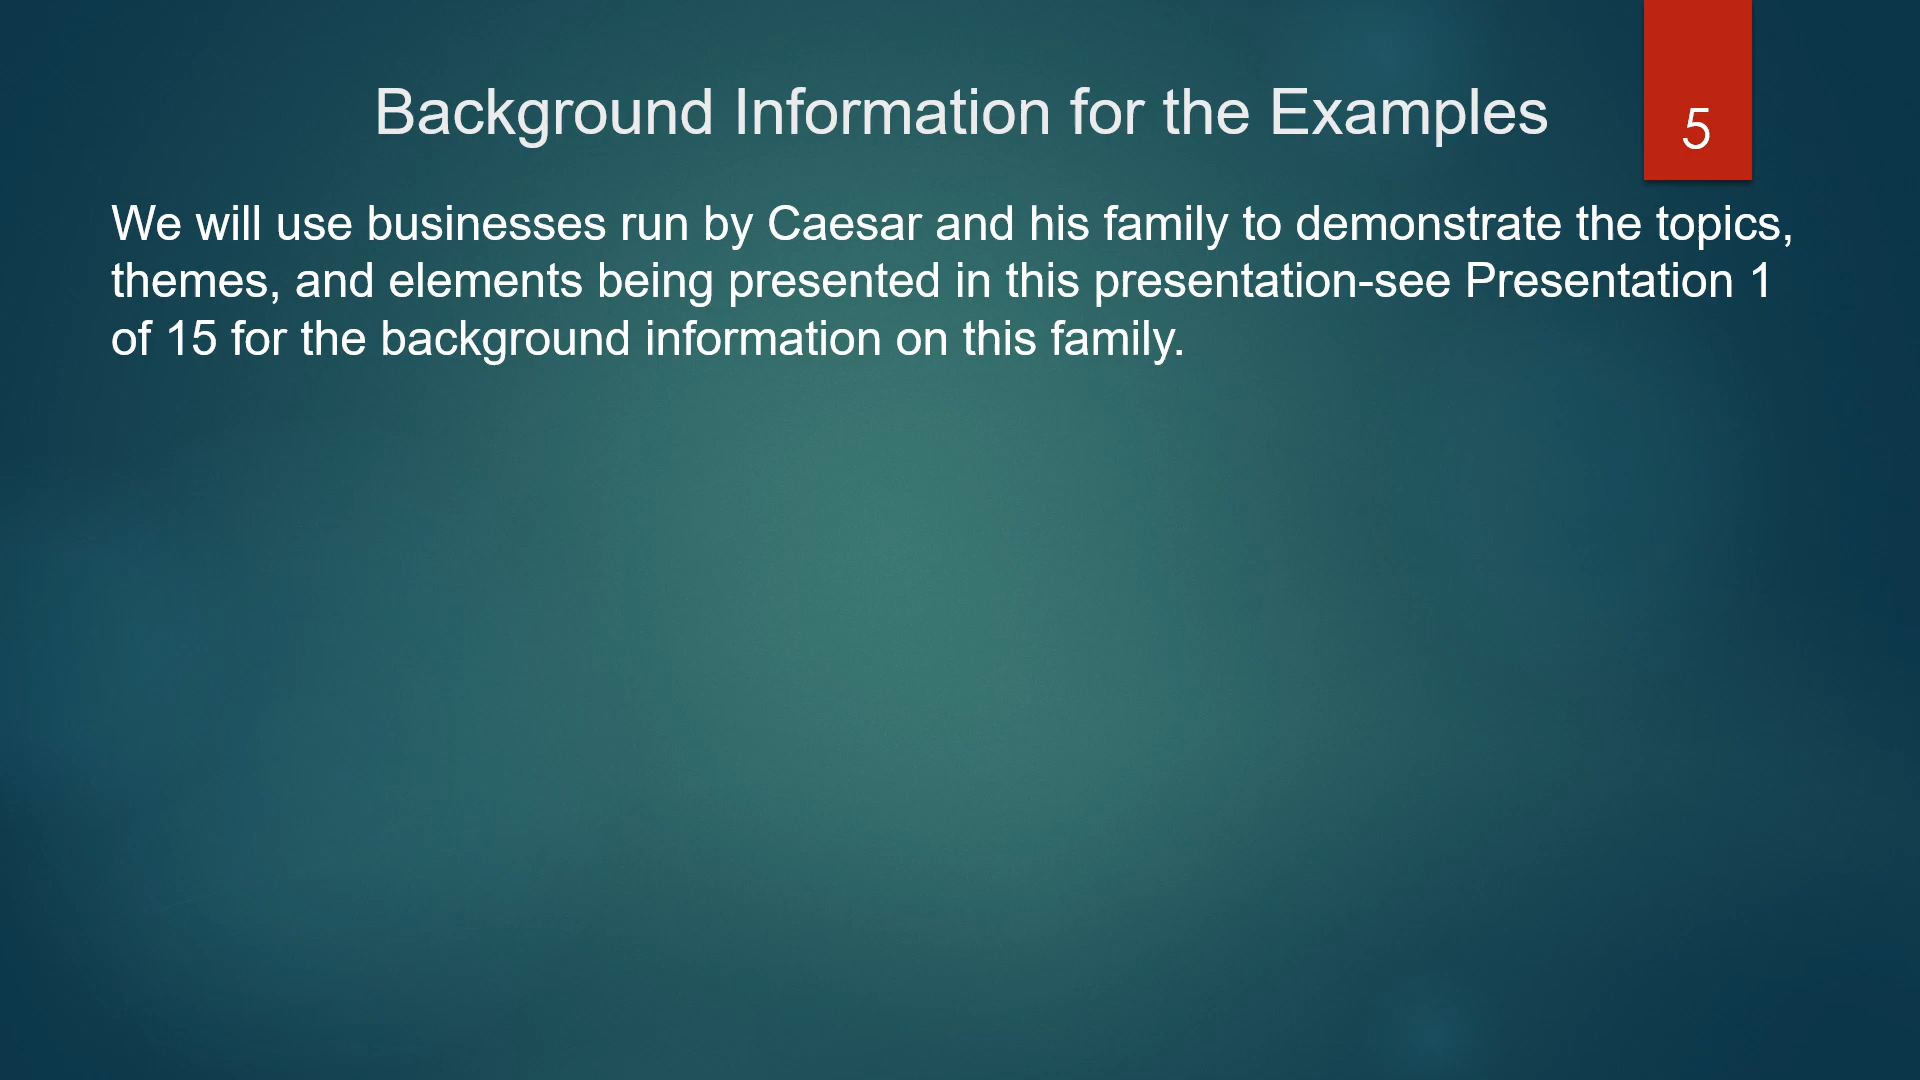 Background Information for the Examples
5
We will use businesses run by Caesar and his family to demonstrate the topics,
themes, and elements being presented in this presentation-see Presentation 1
of 15 for the background information on this family.